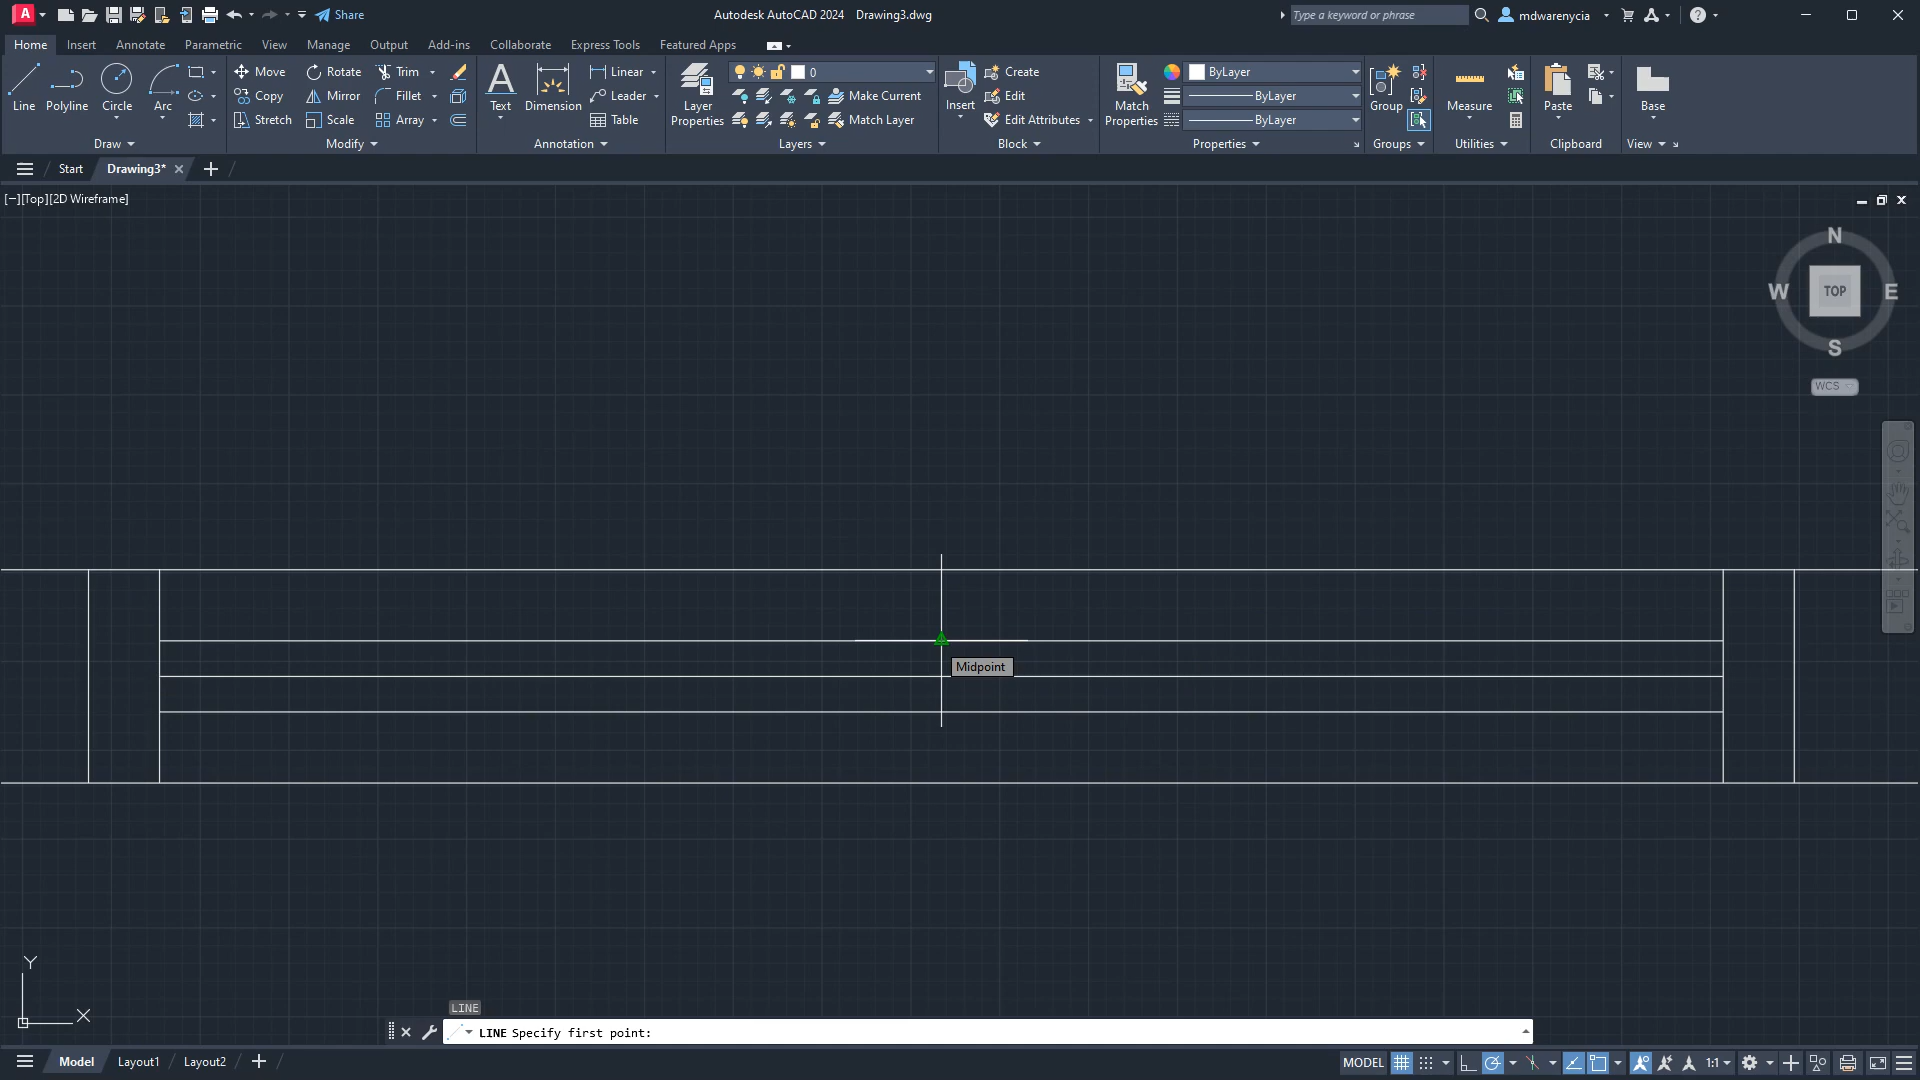 A Share Autodesk AutoCAD 2024 Drawing3.dwg Type a keyword or phrase mdwarenycia
Home Insert Annotate Parametric View Manage Output Add-ins Collaborate Express Tools Featured Apps
Line Polyline Circle Arc
Move Rotate Trim
Copy Mirror Fillet
Stretch Scale Array
Text Dimension
Linear
Leader
Table
Layer
Properties
0
Make Current
Match Layer
Insert
Create
Edit
Edit Attributes
Match
Properties
ByLayer
ByLayer
ByLayer
Group
Measure
Paste
Base
Draw Modify Annotation Layers Block Properties Groups Utilities Clipboard View
Start Drawing3*
[−][Top][2D Wireframe]
N
W TOP E
S
WCS
Midpoint
Y
X
LINE
LINE Specify first point:
Model Layout1 Layout2 MODEL 1:1